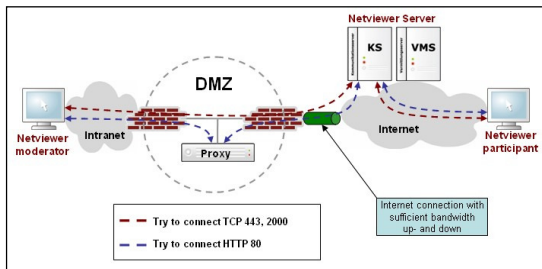 Netviewer Server
KS
VMS
DMZ
Intranet
Netviewer
moderator
Proxy
Internet
Netviewer
participant
Internet connection with
sufficient bandwidth
up- and down
Try to connect TCP 443, 2000
Try to connect HTTP 80